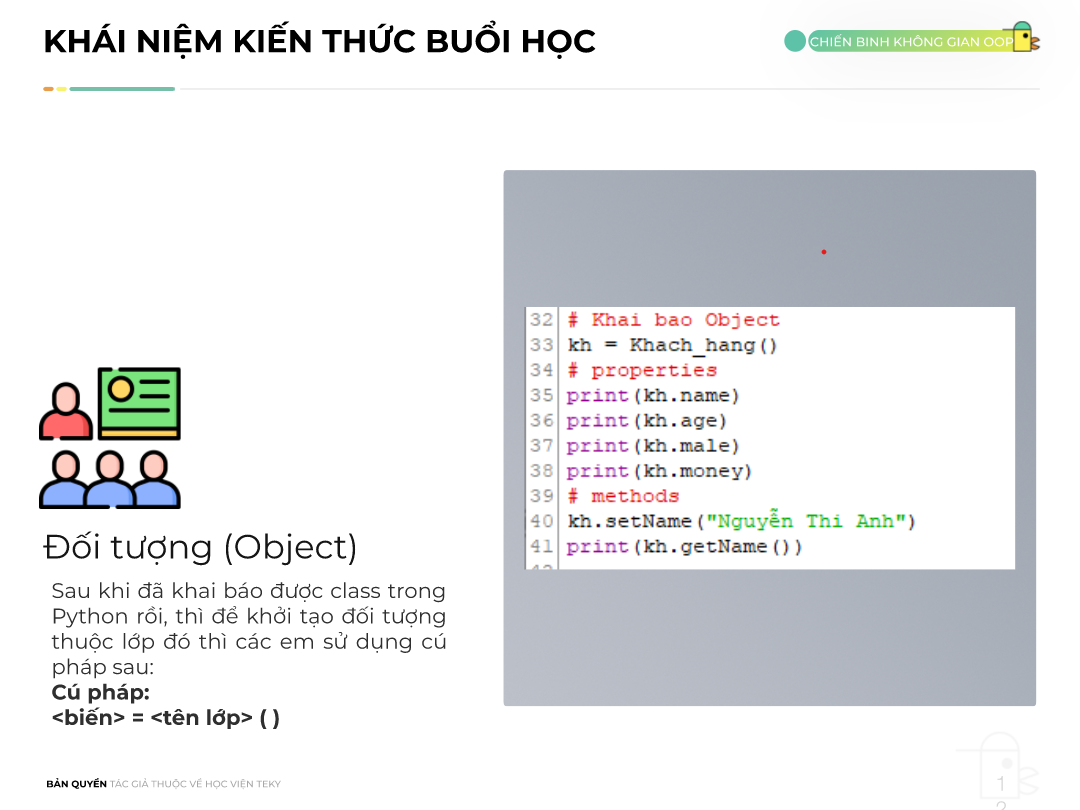 KHÁI NIỆM KIẾN THỨC BUỔI HỌC
CHIẾN BINH KHÔNG GIAN OOP
32 # Khai bao Object
33 kh = Khach_hang()
34 # properties
35 print(kh.name)
36 print(kh.age)
37 print(kh.male)
38 print(kh.money)
39 # methods
40 kh.setName("Nguyễn Thi Anh")
41 print(kh.getName())
Đối tượng (Object)
Sau khi đã khai báo được class trong
Python rồi, thì để khởi tạo đối tượng
thuộc lớp đó thì các em sử dụng cú
pháp sau:
Cú pháp:
<biến> = <tên lớp> ( )
BẢN QUYỀN TÁC GIẢ THUỘC VỀ HỌC VIỆN TEKY
1